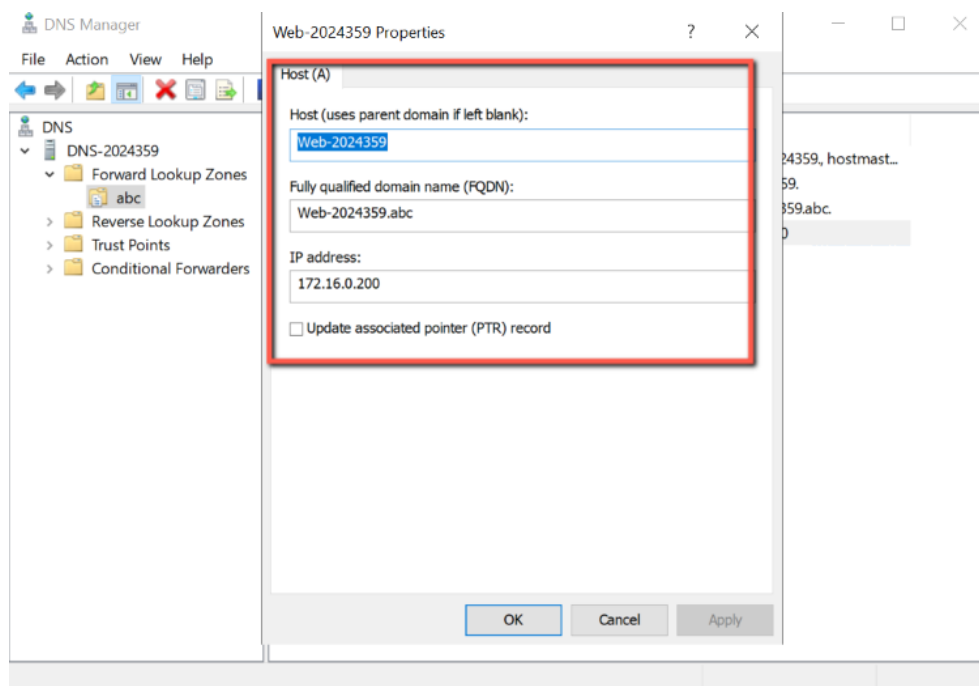 DNS Manager
File Action View Help
DNS
DNS-2024359
Forward Lookup Zones
abc
Reverse Lookup Zones
Trust Points
Conditional Forwarders
Web-2024359 Properties
?
Host (A)
Host (uses parent domain if left blank):
Web-2024359
Fully qualified domain name (FQDN):
Web-2024359.abc
IP address:
172.16.0.200
Update associated pointer (PTR) record
OK Cancel Apply
24359., hostmast...
59.
359.abc.
0